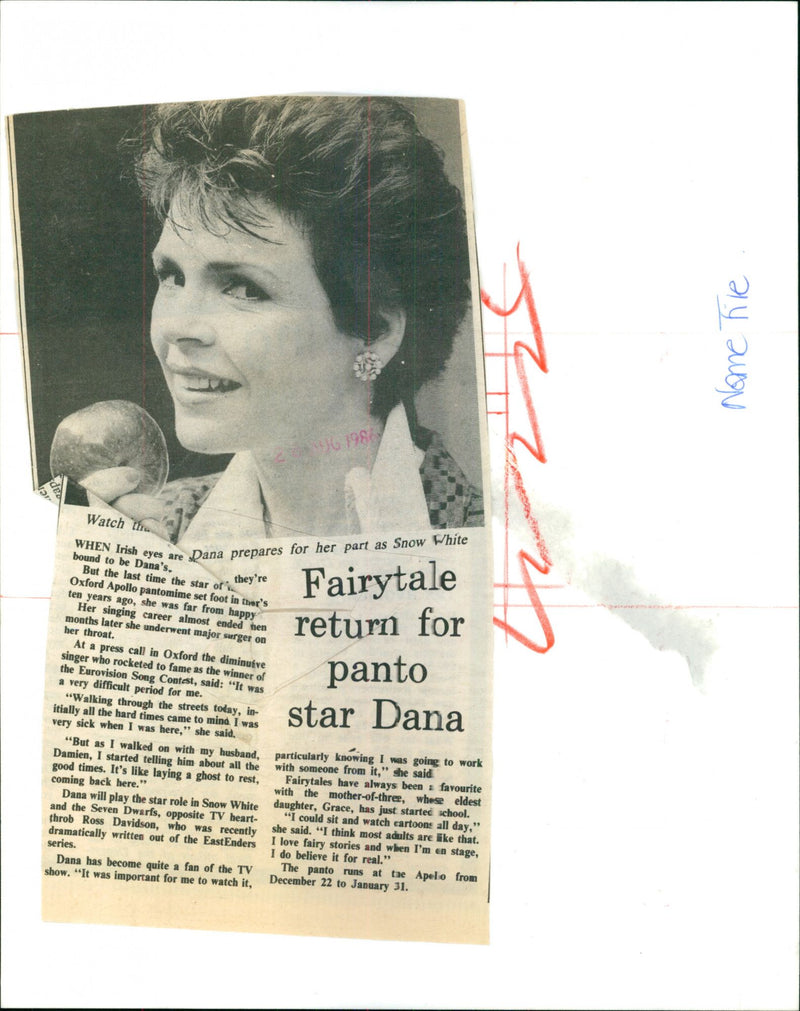 Watch
Dana prepares for her part as Snow White
Fairytale
return for
panto
star Dana
WHEN Irish eyes are they're
bound to be Dana's.
But the last time the star of
Oxford Apollo pantomime set foot in
ten years ago, she was far from happy
Her singing career almost ended
months later she underwent major on
her throat.
At a press call in Oxford the diminutive
singer who rocketed to fame as the winner of
the Eurovision Song Contest, said: "It was
a very difficult period for me.
"Walking through the streets today, in-
itially all the hard times came to mind. I was
very sick when I was here," she said.
"But as I walked on with my husband,
Damien, I started telling him about all the
good times. It's like laying a ghost to rest,
coming back here."
Dana will play the star role in Snow White
and the Seven Dwarfs, opposite TV heart-
throb Ross Davidson, who was recently
dramatically written out of the EastEnders
series.
Dana has become quite a fan of the TV
show. "It was important for me to watch it,
particularly knowing I was going to work
with someone from it," she said.
Fairytales have always been a favourite
with the mother-of-three, whose eldest
daughter, Grace, has just started school.
"I could sit and watch cartoons all day,"
she said. "I think most adults are like that.
I love fairy stories and when I'm on stage,
I do believe it for real."
The panto runs at the Apollo from
December 22 to January 31.
Name File